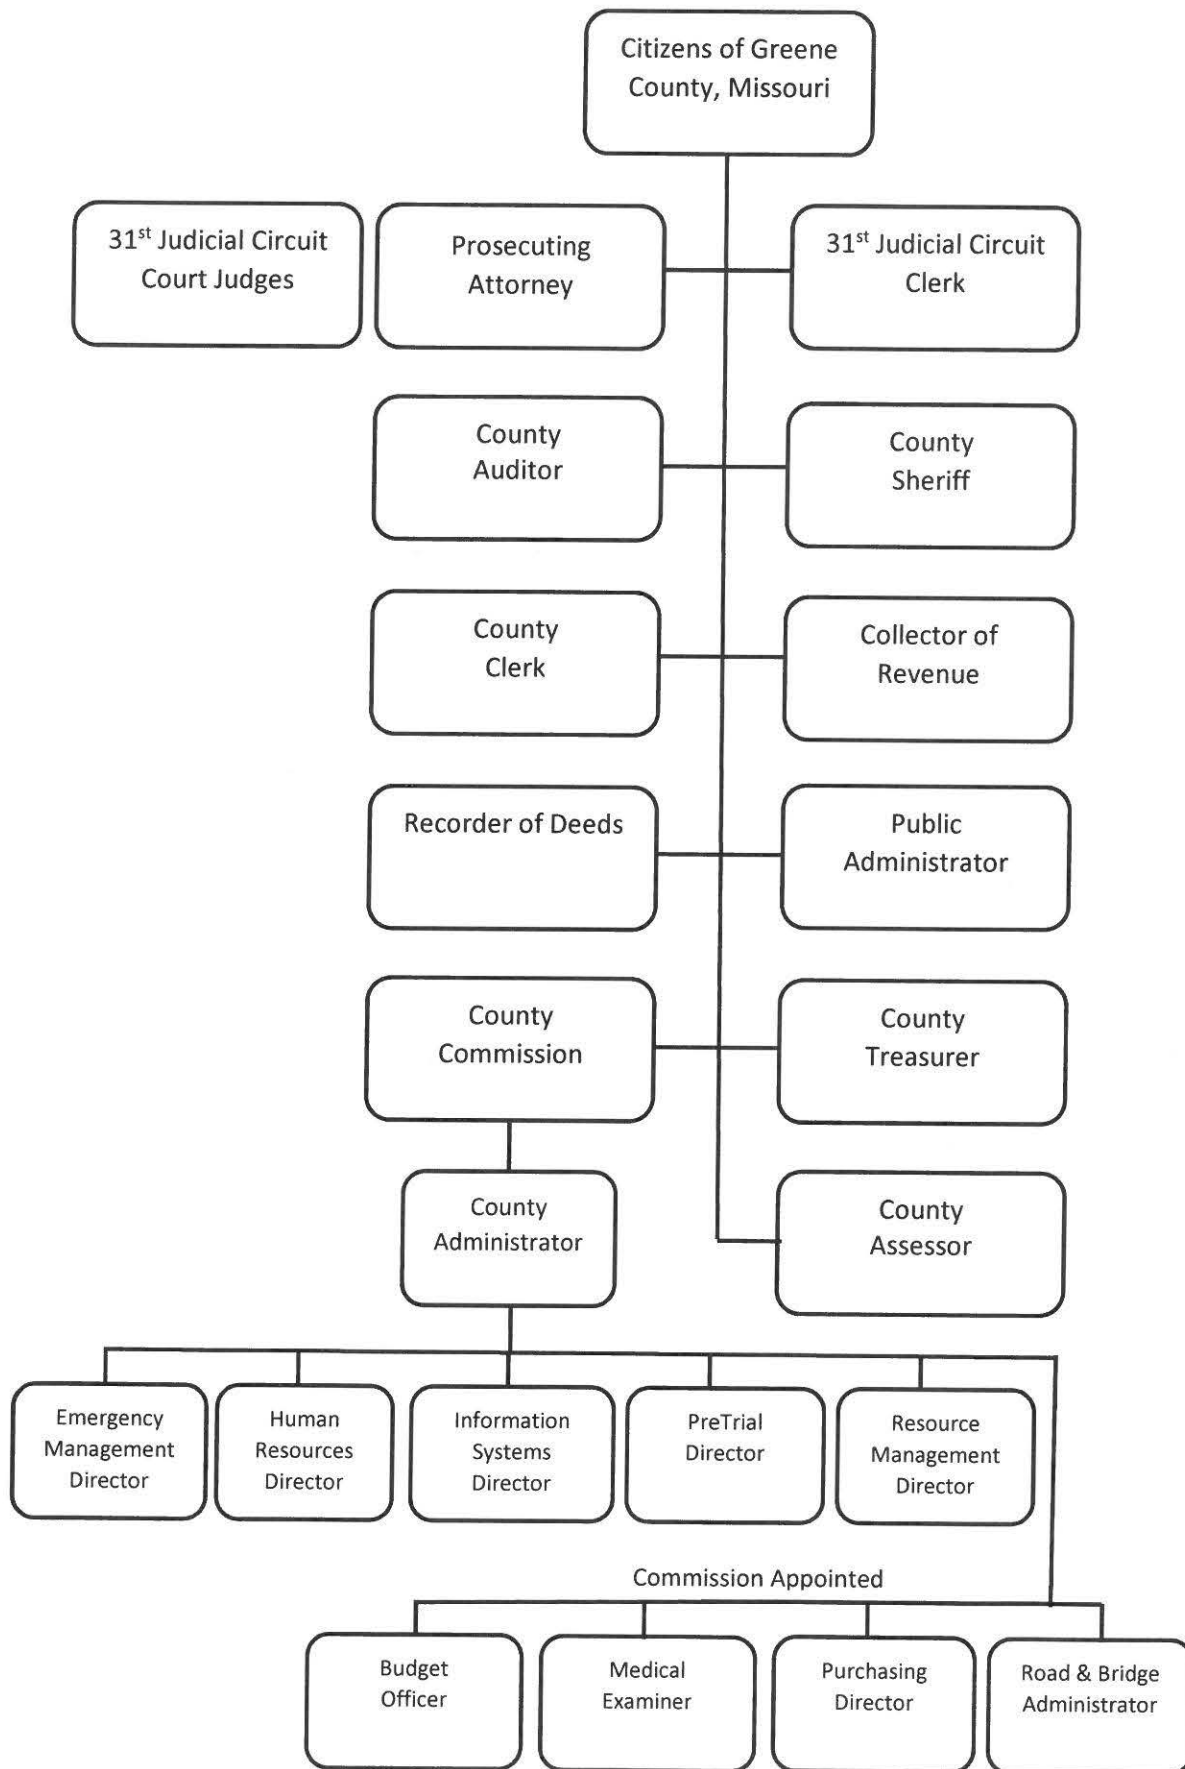 Citizens of Greene
County, Missouri
31st Judicial Circuit
Court Judges
Prosecuting
Attorney
31st Judicial Circuit
Clerk
County
Auditor
County
Sheriff
County
Clerk
Collector of
Revenue
Recorder of Deeds
Public
Administrator
County
Commission
County
Treasurer
County
Administrator
County
Assessor
Emergency
Management
Director
Human
Resources
Director
Information
Systems
Director
PreTrial
Director
Resource
Management
Director
Commission Appointed
Budget
Officer
Medical
Examiner
Purchasing
Director
Road & Bridge
Administrator